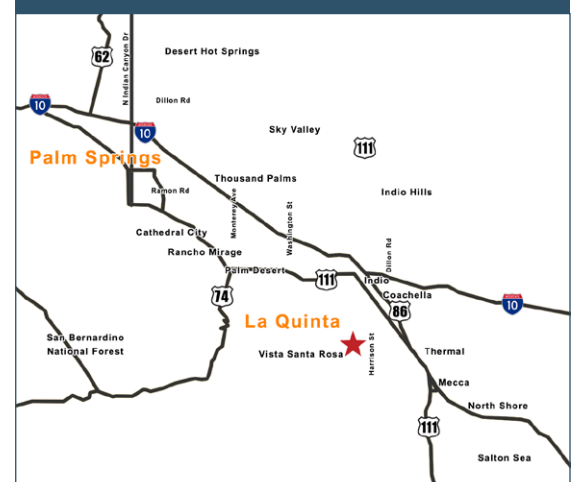 Desert Hot Springs
62
N Indian Canyon Dr
10
Dillon Rd
10
Sky Valley
111
Palm Springs
Thousand Palms
Ramon Rd
Monterey Ave
Indio Hills
Washington St
Cathedral City
Rancho Mirage
Dillon Rd
Palm Desert
111
Indio
74
Coachella
10
86
La Quinta
San Bernardino
National Forest
Vista Santa Rosa
Harrison St
Thermal
Mecca
North Shore
111
Salton Sea